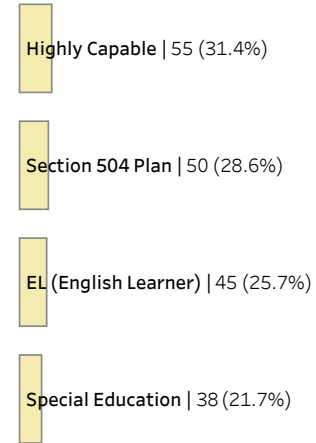 Highly Capable | 55 (31.4%)
Section 504 Plan | 50 (28.6%)
EL (English Learner) | 45 (25.7%)
Special Education | 38 (21.7%)